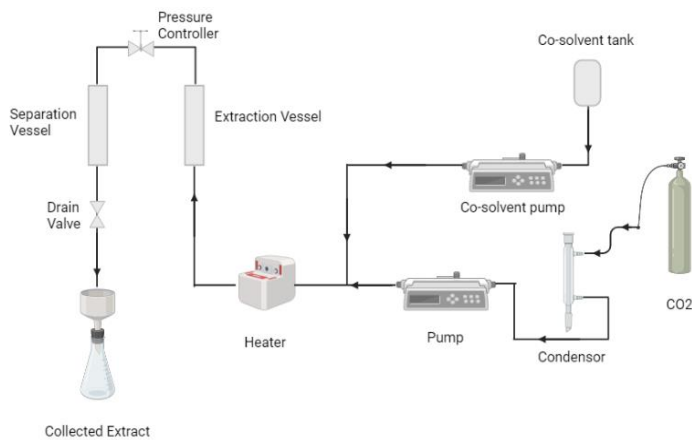 Pressure
Controller
Co-solvent tank
Separation
Vessel
Extraction Vessel
Drain
Valve
Co-solvent pump
CO2
Heater
Pump
Condensor
Collected Extract